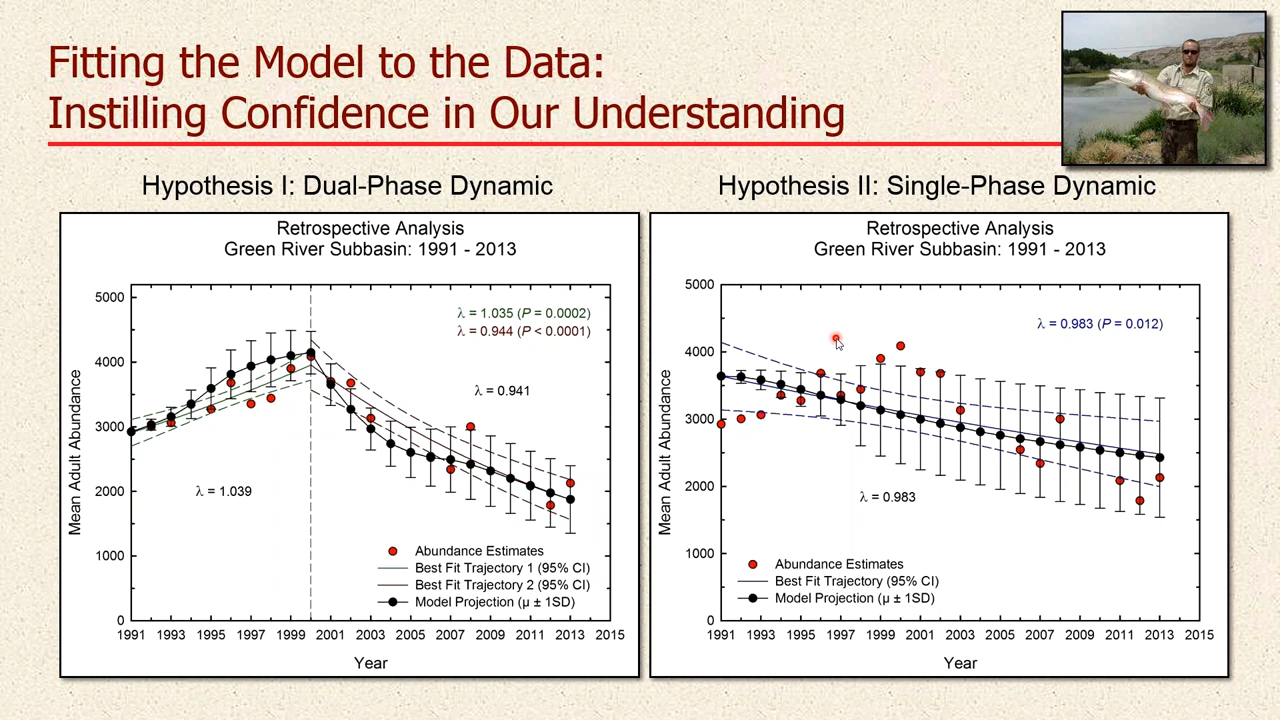 Fitting the Model to the Data:
Instilling Confidence in Our Understanding
Hypothesis I: Dual-Phase Dynamic
Retrospective Analysis
Green River Subbasin: 1991 - 2013
5000
4000
3000
2000
1000
0
Mean Adult Abundance
λ = 1.035 (P = 0.0002)
λ = 0.944 (P < 0.0001)
λ = 0.941
λ = 1.039
Abundance Estimates
Best Fit Trajectory 1 (95% CI)
Best Fit Trajectory 2 (95% CI)
Model Projection (μ ± 1SD)
1991 1993 1995 1997 1999 2001 2003 2005 2007 2009 2011 2013 2015
Year
Hypothesis II: Single-Phase Dynamic
Retrospective Analysis
Green River Subbasin: 1991 - 2013
5000
4000
3000
2000
1000
0
Mean Adult Abundance
λ = 0.983 (P = 0.012)
λ = 0.983
Abundance Estimates
Best Fit Trajectory (95% CI)
Model Projection (μ ± 1SD)
1991 1993 1995 1997 1999 2001 2003 2005 2007 2009 2011 2013 2015
Year